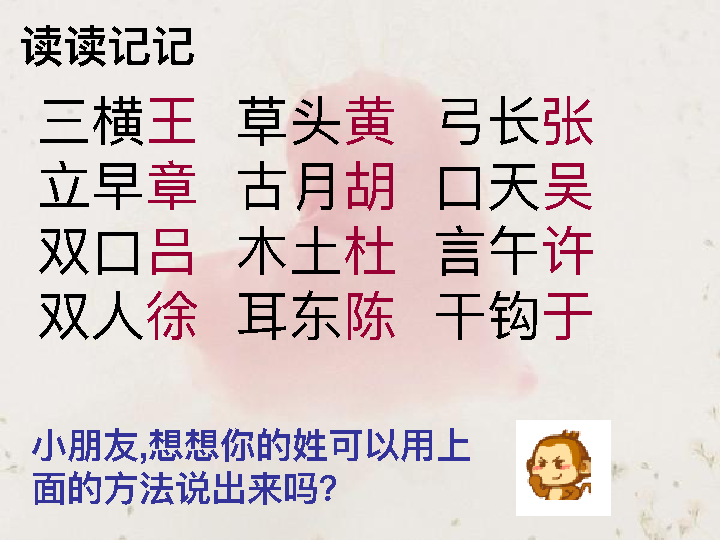 读读记记
三横王 草头黄 弓长张
立早章 古月胡 口天吴
双口吕 木土杜 言午许
双人徐 耳东陈 干钩于
小朋友,想想你的姓可以用上
面的方法说出来吗?